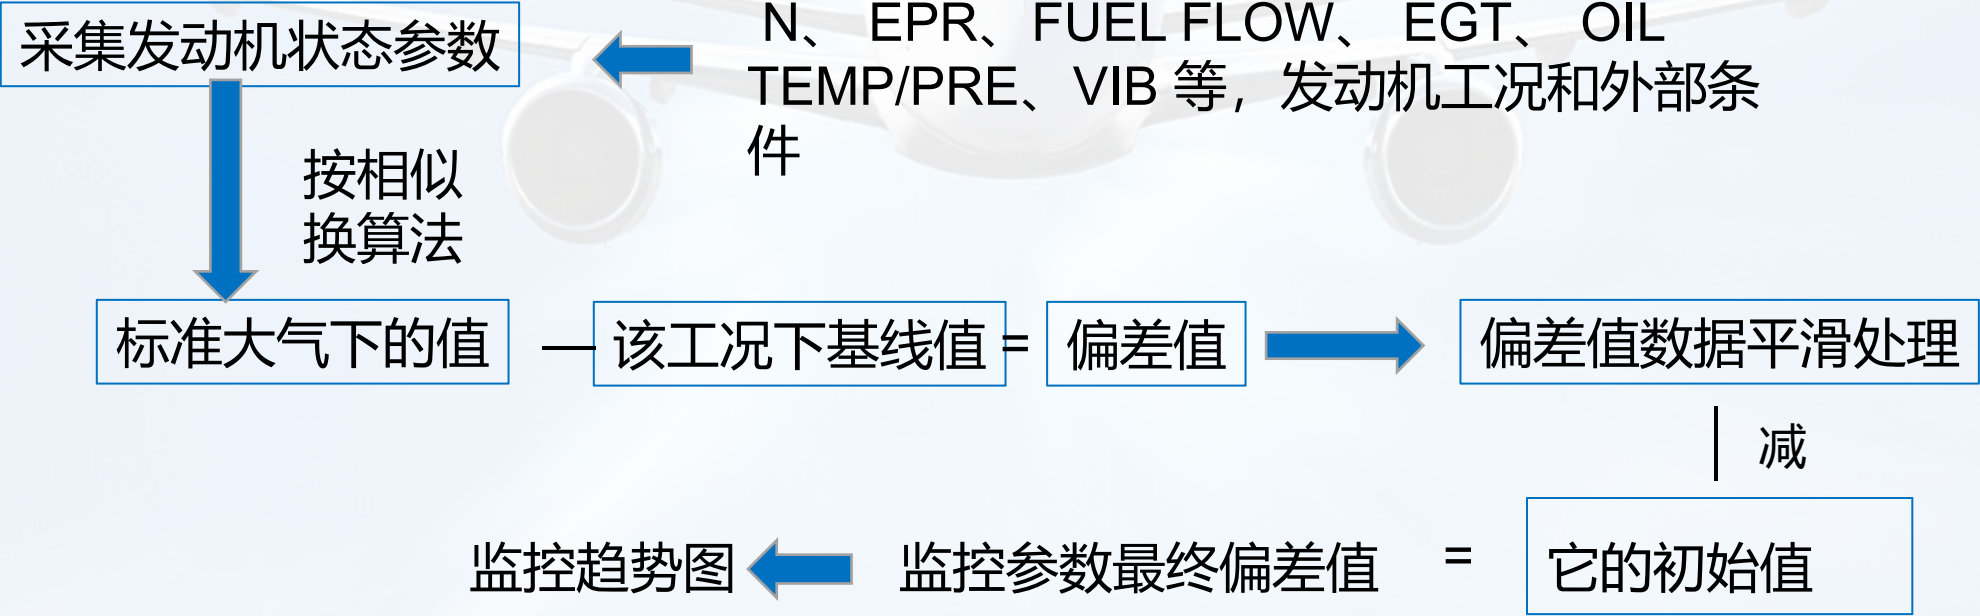 采集发动机状态参数
N、 EPR、FUEL FLOW、 EGT、 OIL
TEMP/PRE、VIB 等，发动机工况和外部条
件
按相似
换算法
标准大气下的值 — 该工况下基线值 = 偏差值 偏差值数据平滑处理
减
监控趋势图 监控参数最终偏差值 = 它的初始值